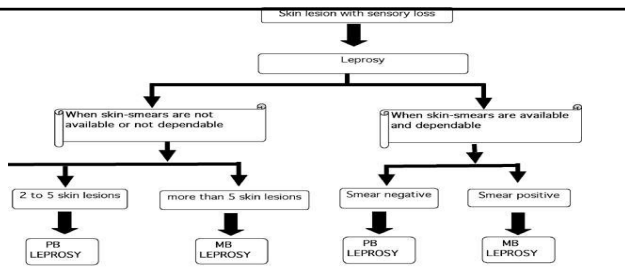 Skin lesion with sensory loss
Leprosy
When skin-smears are not
available or not dependable
When skin-smears are available
and dependable
2 to 5 skin lesions
more than 5 skin lesions
Smear negative
Smear positive
PB
LEPROSY
MB
LEPROSY
PB
LEPROSY
MB
LEPROSY